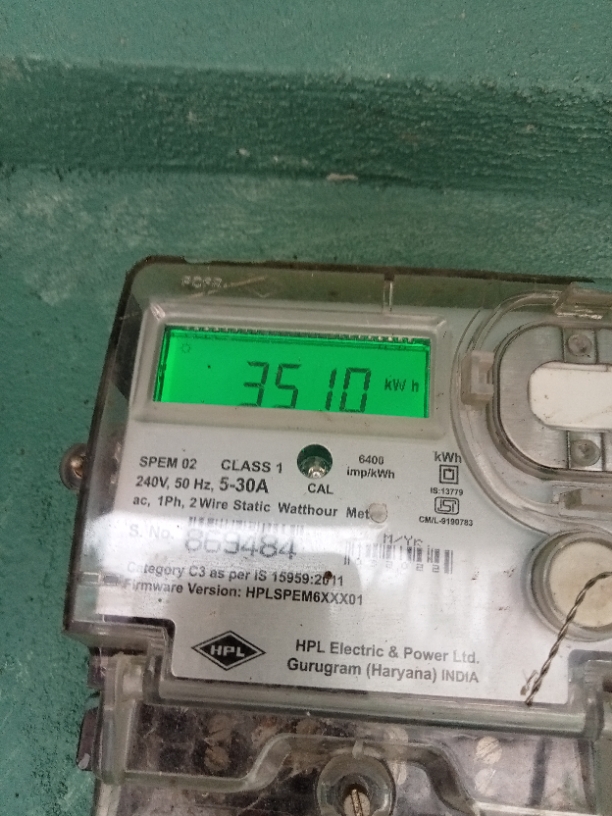 3510 kW h
SPEM 02 CLASS 1
240V, 50 Hz, 5-30A
ac, 1Ph, 2 Wire Static Watthour
CAL
6400
imp/kWh
kWh
IS:13779
CM/L-9190783
S. No.
869484
M/YR
Category C3 as per IS 15959:2011
Firmware Version: HPLSPEM6XXX01
HPL
HPL Electric & Power Ltd.
Gurugram (Haryana) INDIA